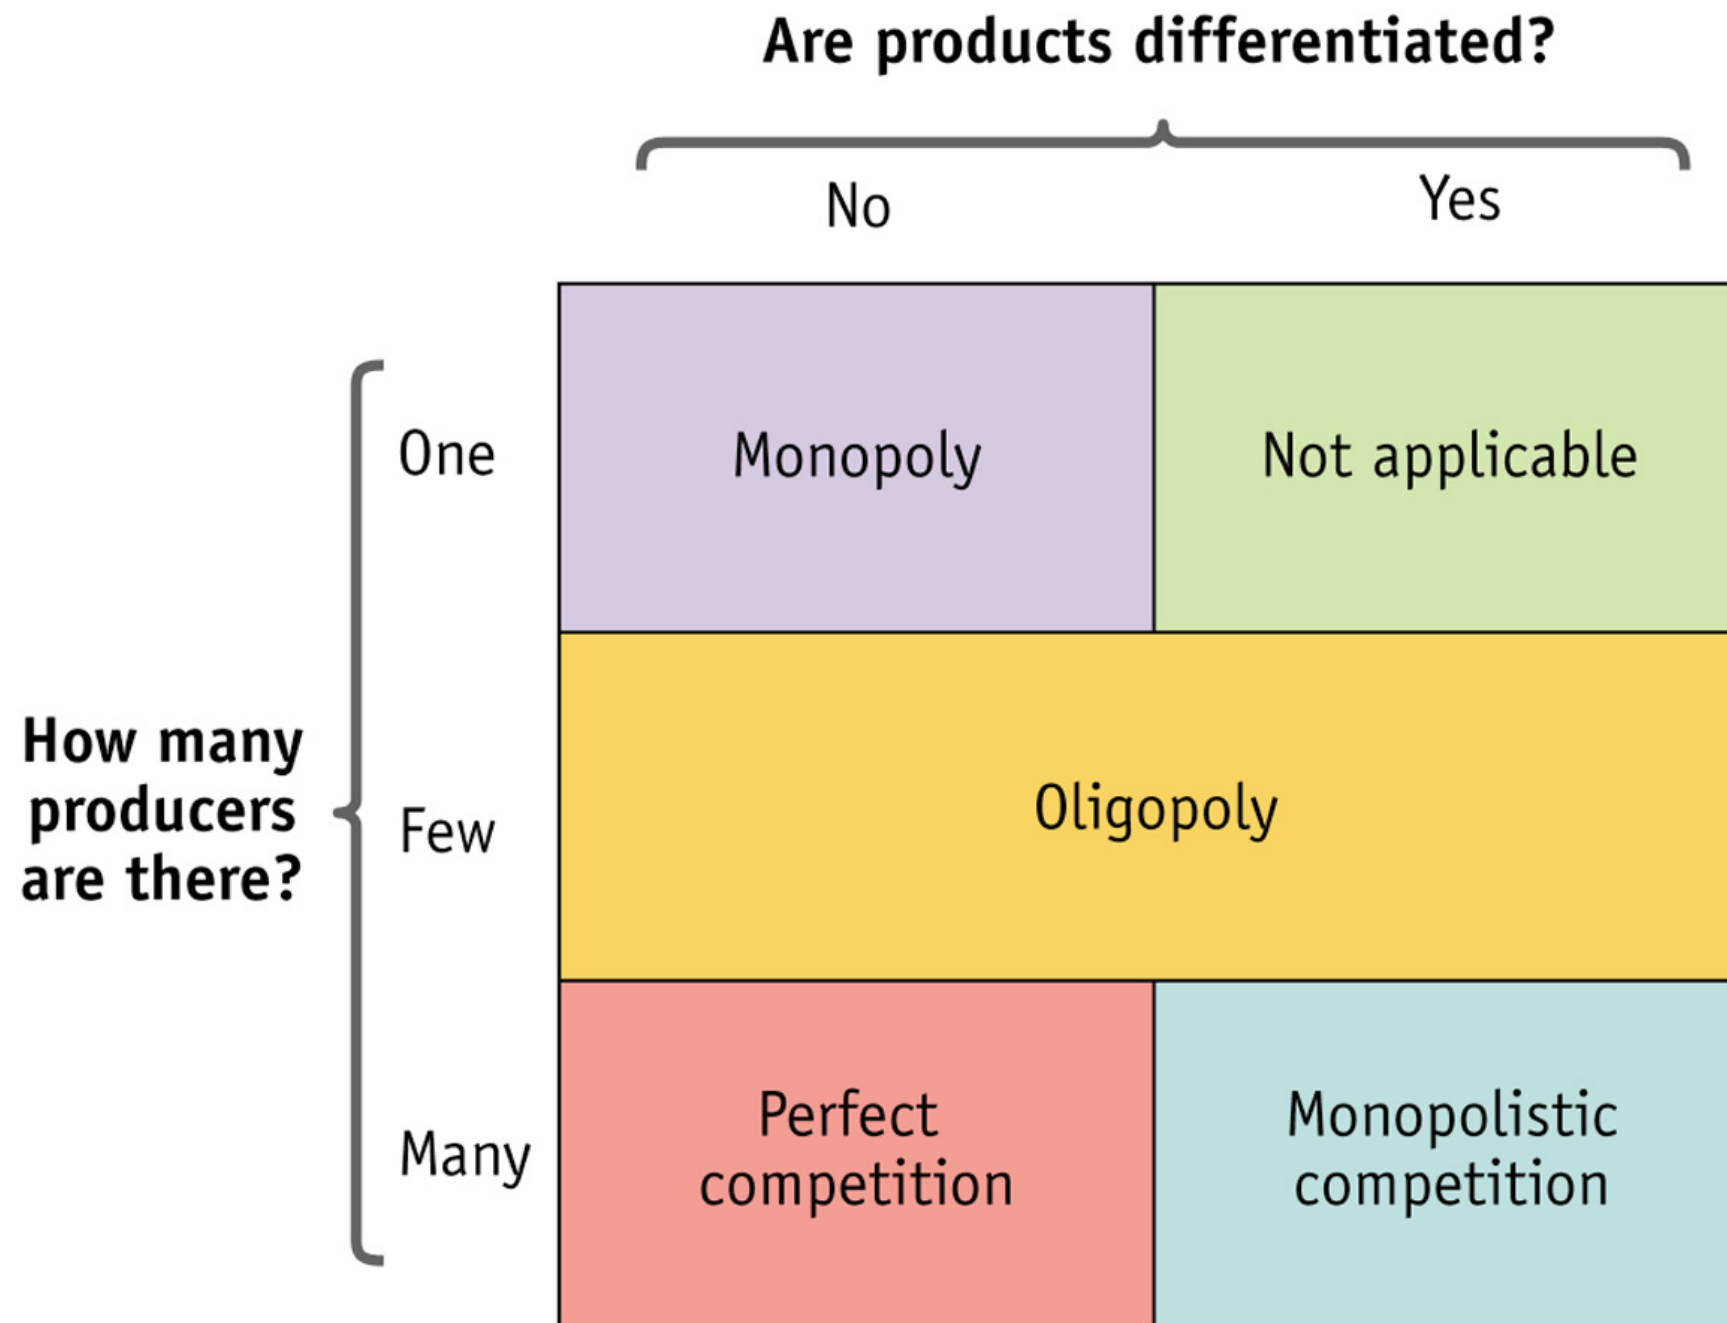 Are products differentiated?
No
Yes
One
Monopoly
Not applicable
How many
producers
are there?
Few
Oligopoly
Many
Perfect
competition
Monopolistic
competition